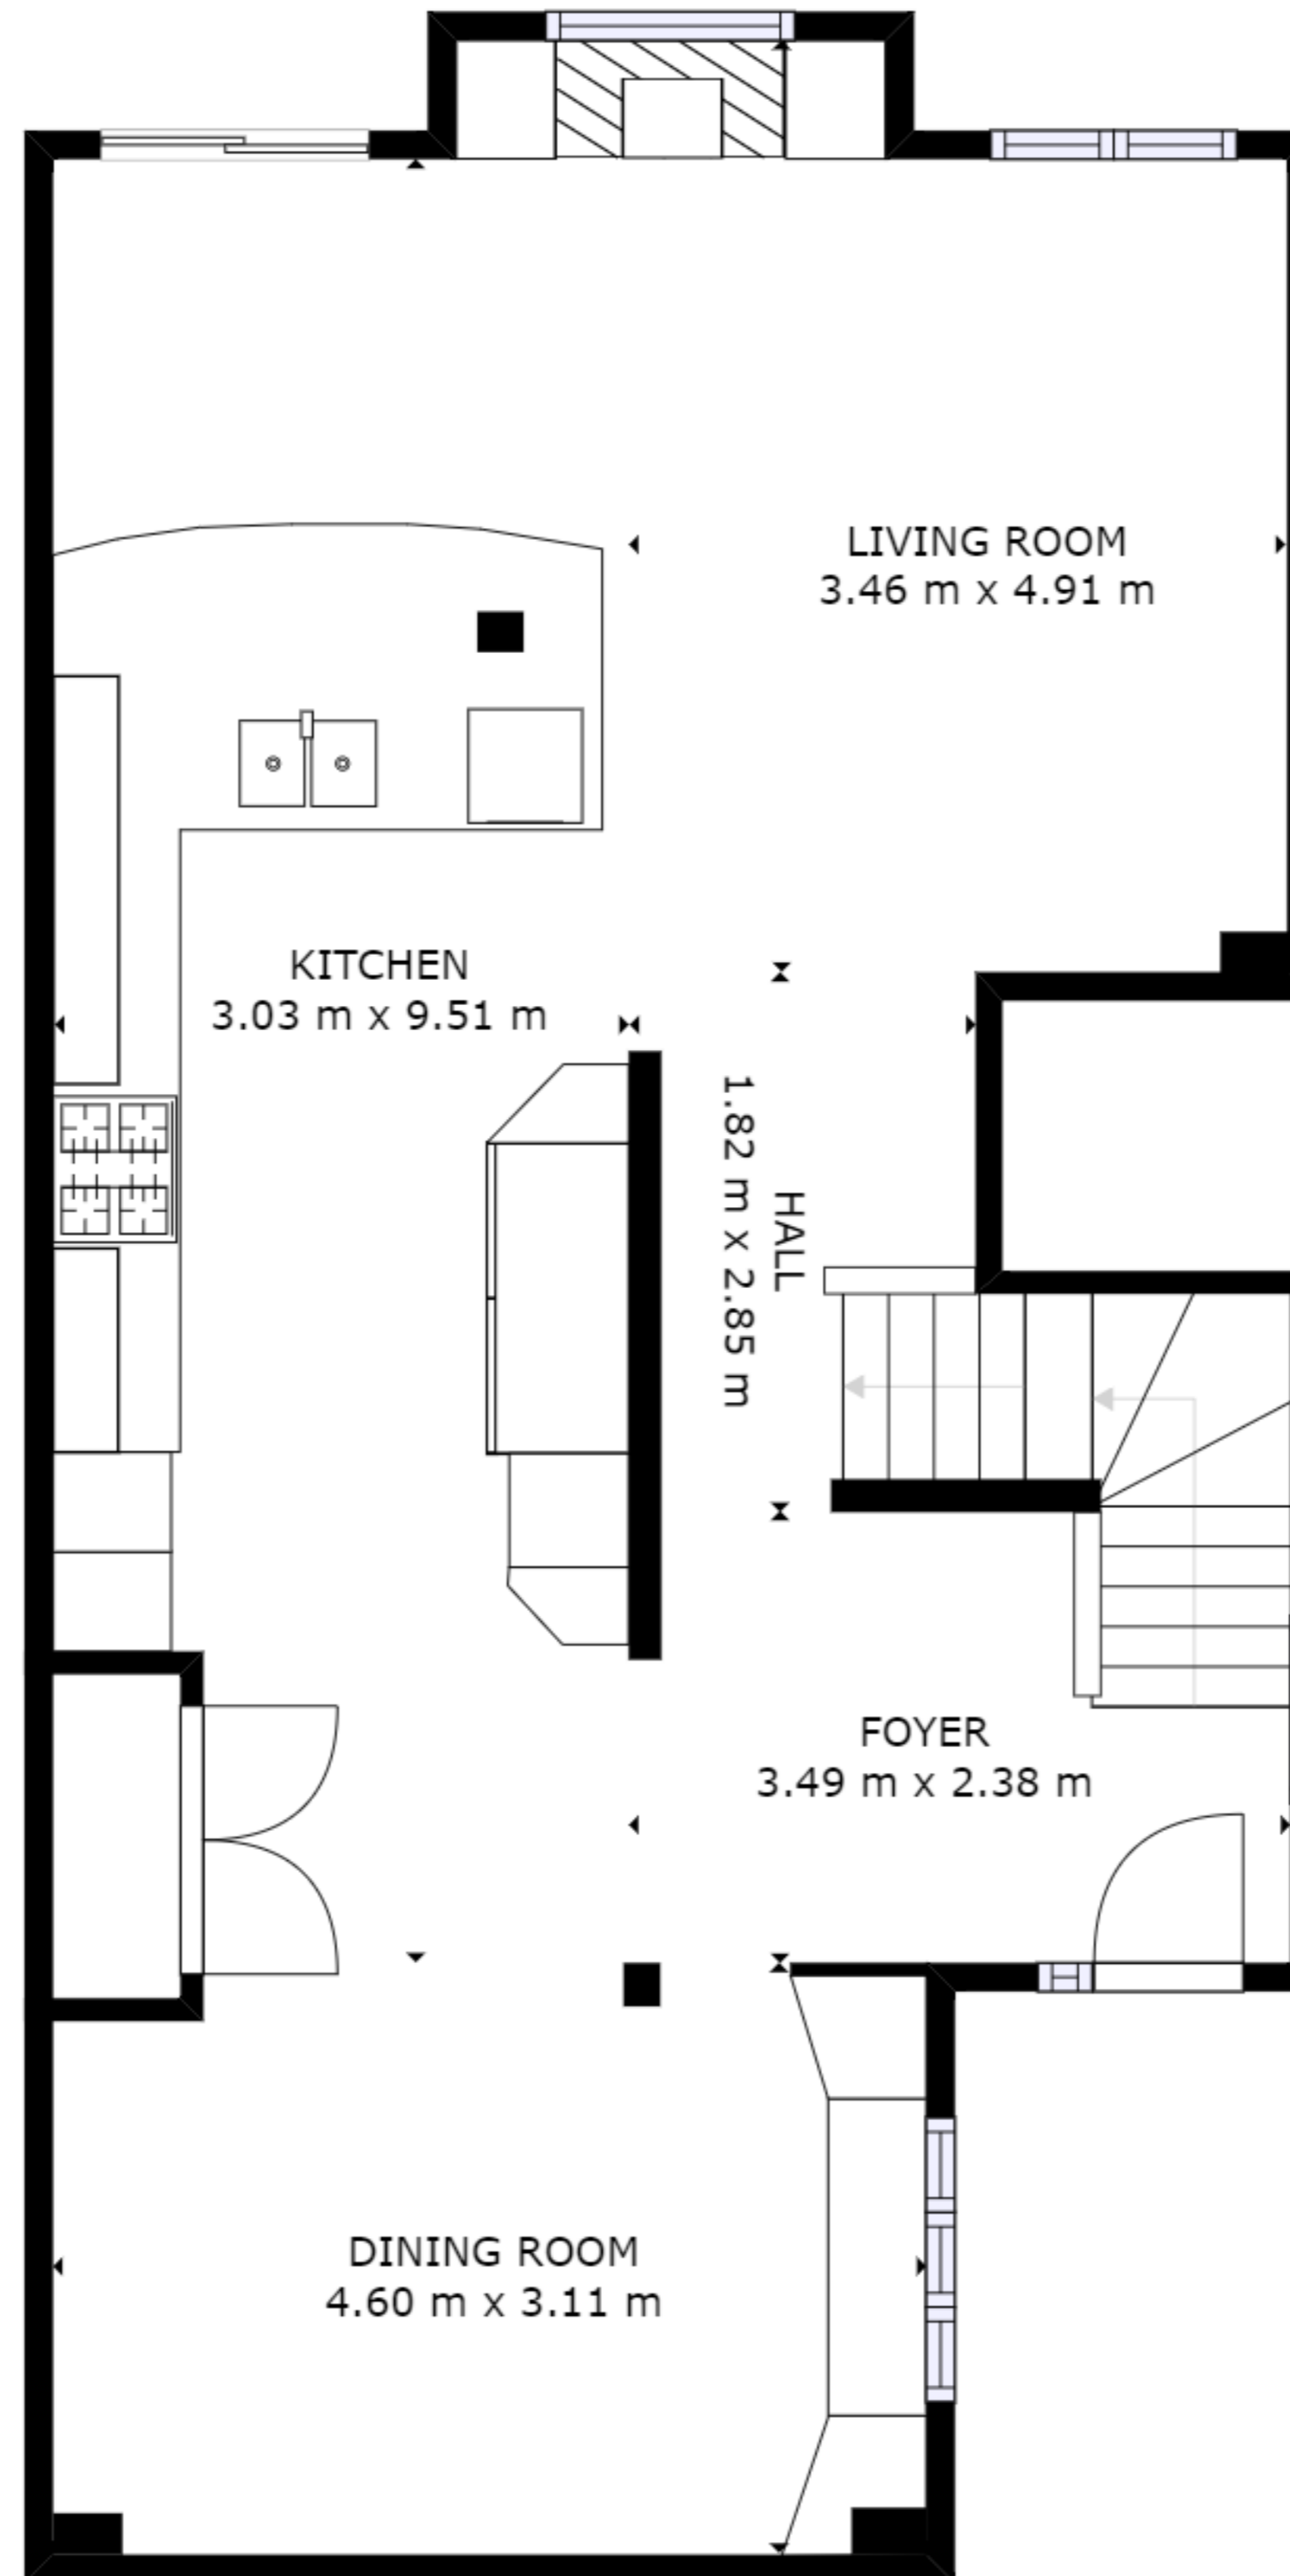 LIVING ROOM
3.46 m x 4.91 m
KITCHEN
3.03 m x 9.51 m
HALL
1.82 m x 2.85 m
FOYER
3.49 m x 2.38 m
DINING ROOM
4.60 m x 3.11 m